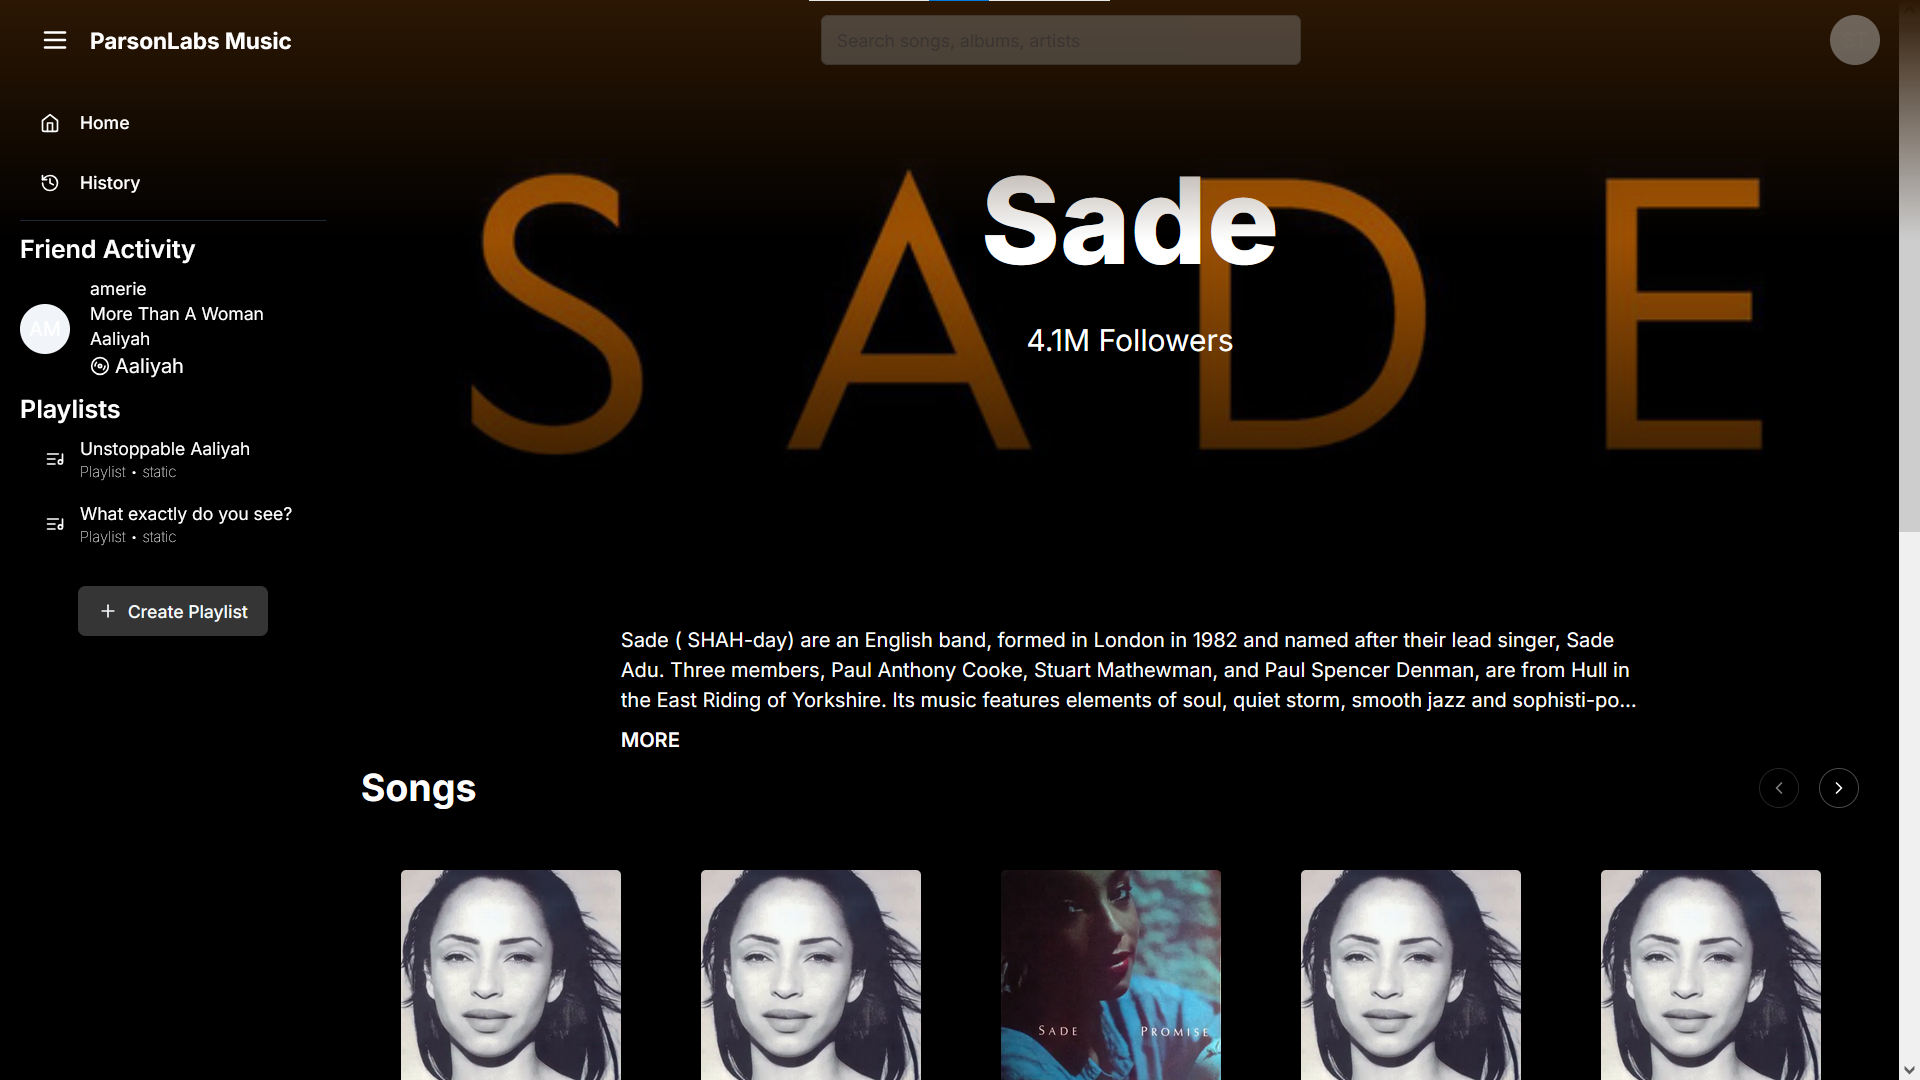 ParsonLabs Music
Search songs, albums, artists
Home
History
Friend Activity
AM
amerie
More Than A Woman
Aaliyah
Aaliyah
Playlists
Unstoppable Aaliyah
Playlist • static
What exactly do you see?
Playlist • static
Create Playlist
SADE
Sade
4.1M Followers
Sade ( SHAH-day) are an English band, formed in London in 1982 and named after their lead singer, Sade
Adu. Three members, Paul Anthony Cooke, Stuart Mathewman, and Paul Spencer Denman, are from Hull in
the East Riding of Yorkshire. Its music features elements of soul, quiet storm, smooth jazz and sophisti-po...
MORE
Songs
SADE PROMISE